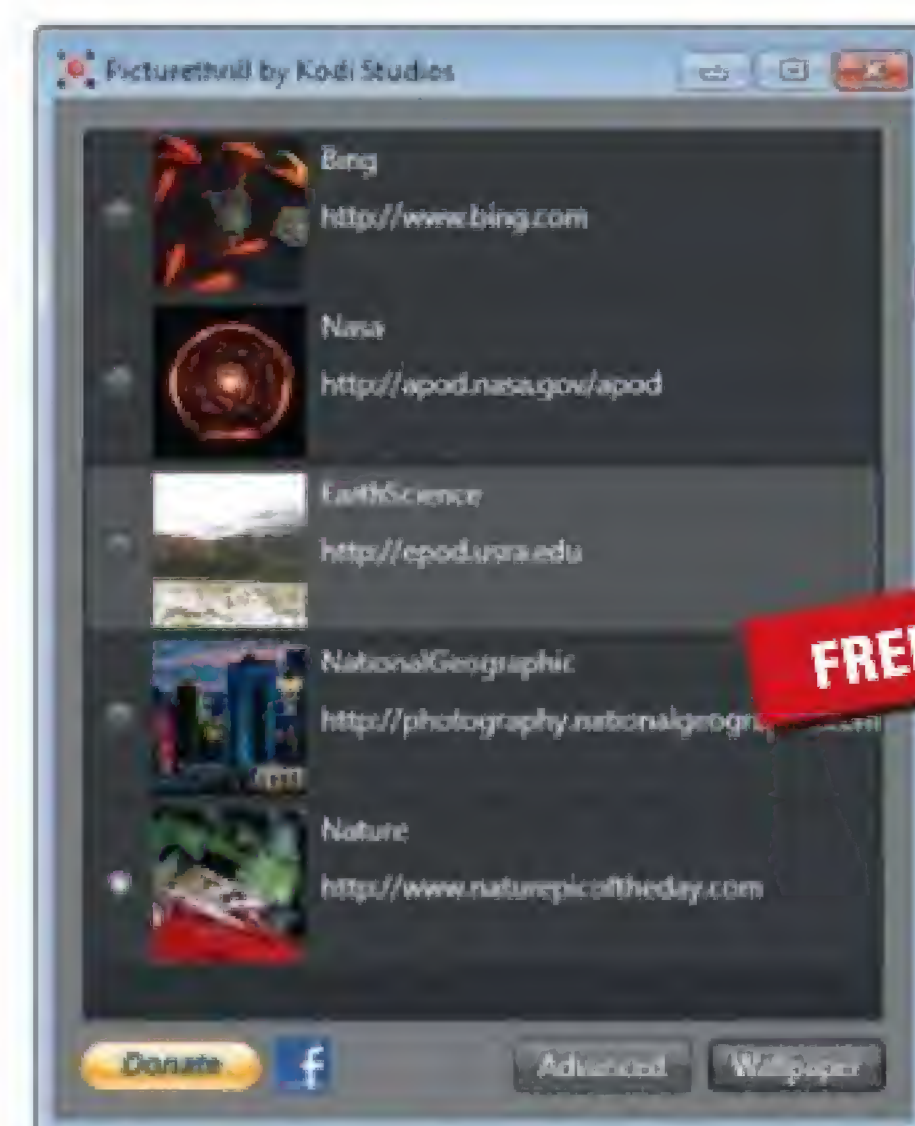 Picturethrill by Kodi Studios
Bing
http://www.bing.com
Nasa
http://apod.nasa.gov/apod
EarthScience
http://epod.usra.edu
NationalGeographic
FREE
Nature
http://www.naturepicoftheday.com
Donate
f
Advanced
Wallpaper